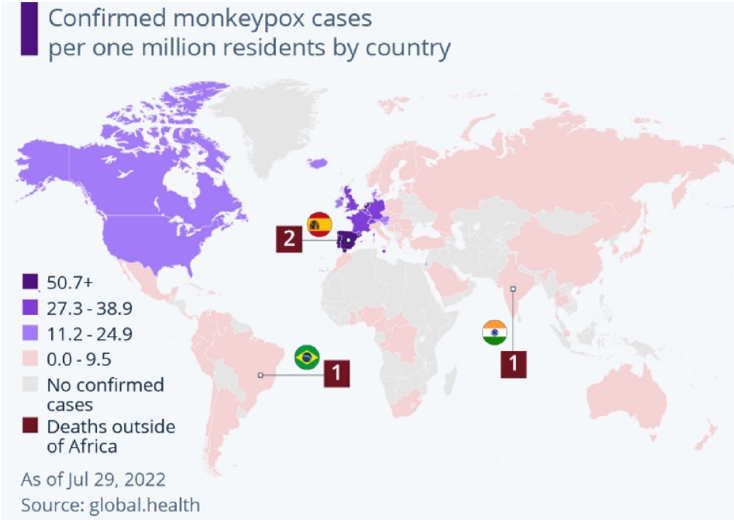 Confirmed monkeypox cases
per one million residents by country
2
1
1
50.7+
27.3 - 38.9
11.2 - 24.9
0.0 - 9.5
No confirmed
cases
Deaths outside
of Africa
As of Jul 29, 2022
Source: global.health